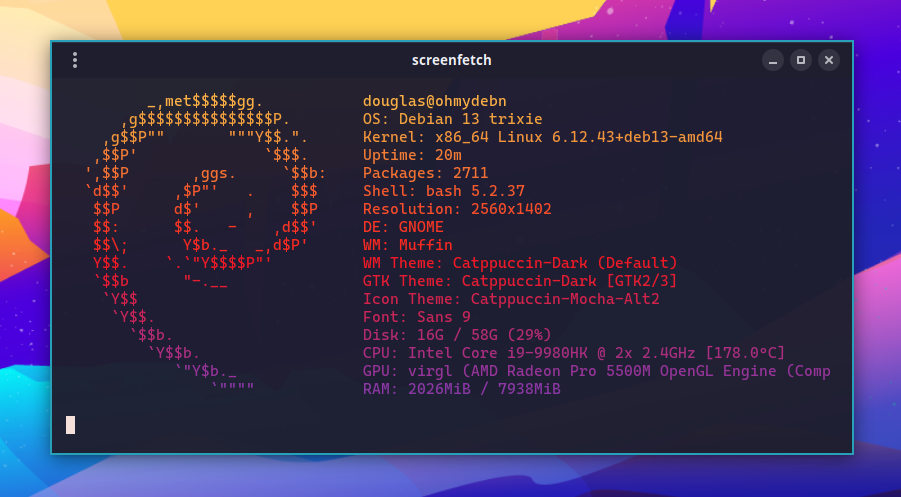 screenfetch
         _,met$$$$$gg.           douglas@ohmydebn
      ,g$$$$$$$$$$$$$$$P.        OS: Debian 13 trixie
    ,g$$P""       """Y$$.".      Kernel: x86_64 Linux 6.12.43+deb13-amd64
   ,$$P'              `$$$.      Uptime: 20m
  ',$$P       ,ggs.     `$$b:    Packages: 2711
  `d$$'     ,$P"'   .    $$$     Shell: bash 5.2.37
   $$P      d$'     ,    $$P     Resolution: 2560x1402
   $$:      $$.   -    ,d$$'     DE: GNOME
   $$\;      Y$b._   _,d$P'      WM: Muffin
   Y$$.    `.`"Y$$$$P"'          WM Theme: Catppuccin-Dark (Default)
   `$$b      "-.__               GTK Theme: Catppuccin-Dark [GTK2/3]
    `Y$$                         Icon Theme: Catppuccin-Mocha-Alt2
     `Y$$.                       Font: Sans 9
       `$$b.                     Disk: 16G / 58G (29%)
         `Y$$b.                  CPU: Intel Core i9-9980HK @ 2x 2.4GHz [178.0°C]
            `"Y$b._              GPU: virgl (AMD Radeon Pro 5500M OpenGL Engine (Comp
                `""""            RAM: 2026MiB / 7938MiB